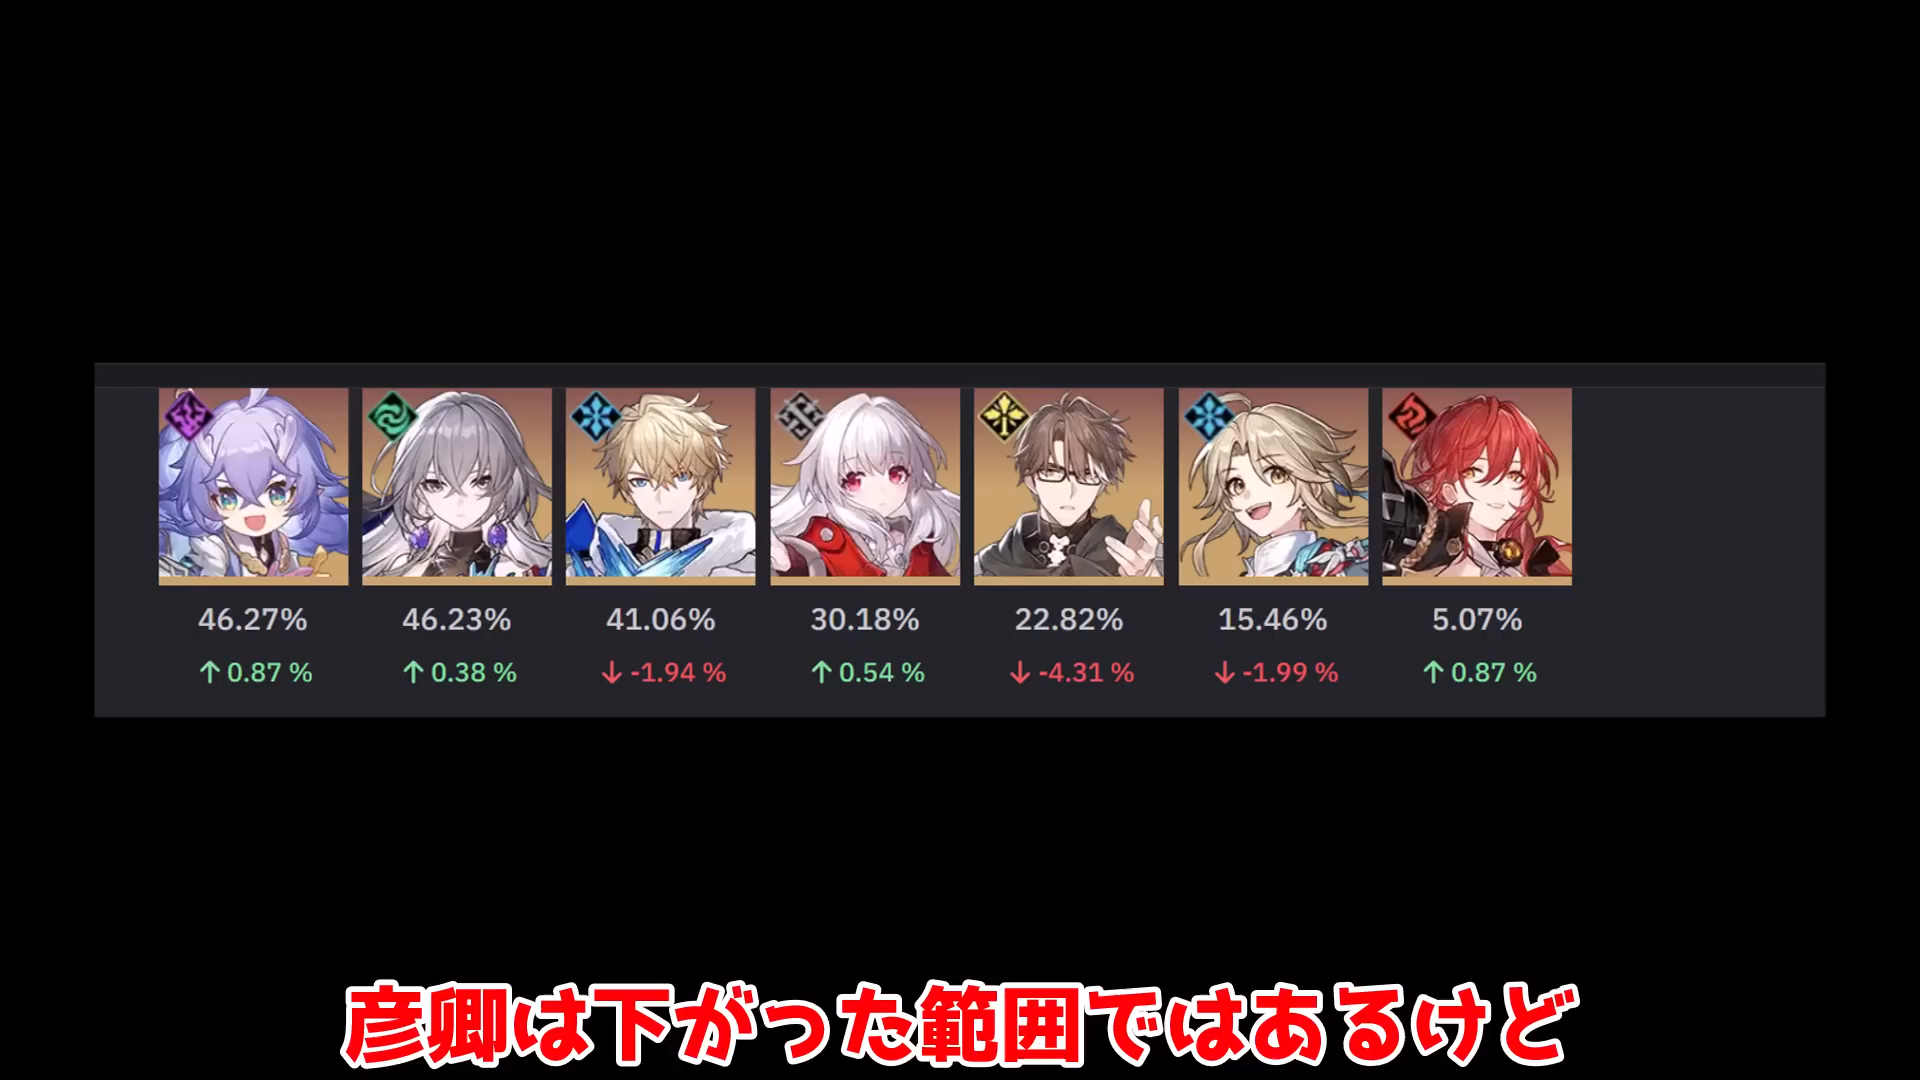 46.27% 46.23% 41.06% 30.18% 22.82% 15.46% 5.07%
↑ 0.87 % ↑ 0.38 % ↓ -1.94 % ↑ 0.54 % ↓ -4.31 % ↓ -1.99 % ↑ 0.87 %
彦卿は下がった範囲ではあるけど